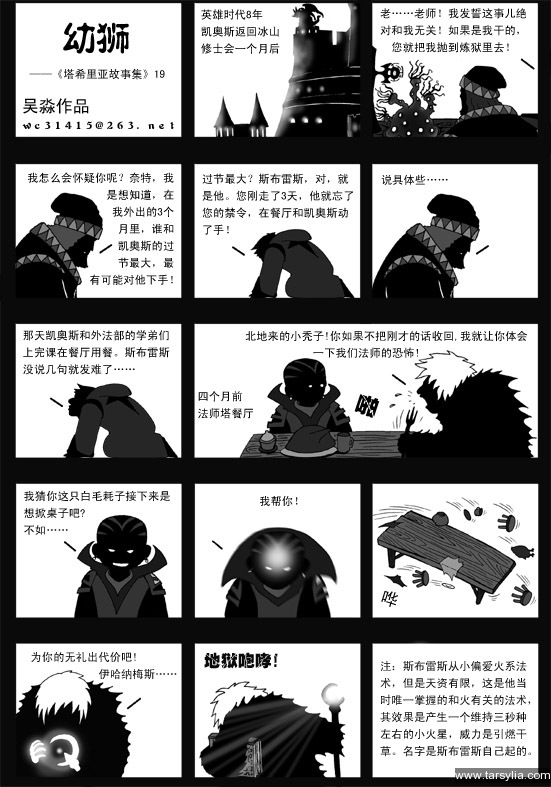 幼狮
——《塔希里亚故事集》19
吴淼作品
wc31415@263.net
英雄时代8年
凯奥斯返回冰山
修士会一个月后
老……老师！我发誓这事儿绝
对和我无关！如果是我干的，
您就把我抛到炼狱里去！
我怎么会怀疑你呢？奈特，我
是想知道，在
我外出的3个
月里，谁和
凯奥斯的过
节最大，最
有可能对他下手！
过节最大？斯布雷斯，对，就
是他。您刚走了3天，他就忘了
您的禁令，在餐厅和凯奥斯动
了手！
说具体些……
那天凯奥斯和外法部的学弟们
上完课在餐厅用餐。斯布雷斯
没说几句就发难了……
北地来的小秃子！你如果不把刚才的话收回，我就让你体会
一下我们法师的恐怖！
四个月前
法师塔餐厅
啪
我猜你这只白毛耗子接下来是
想掀桌子吧？
不如……
我帮你！
哗
为你的无礼出代价吧！
伊哈纳梅斯……
地狱咆哮！
注：斯布雷斯从小偏爱火系法
术，但是天资有限，这是他当
时唯一掌握的和火有关的法术，
其效果是产生一个维持三秒种
左右的小火星，威力是引燃干
草。名字是斯布雷斯自己起的。
www.tarsylia.com